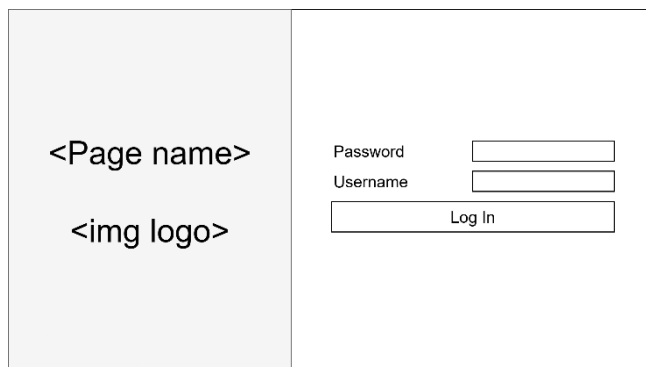 <Page name>
<img logo>
Password
Username
Log In